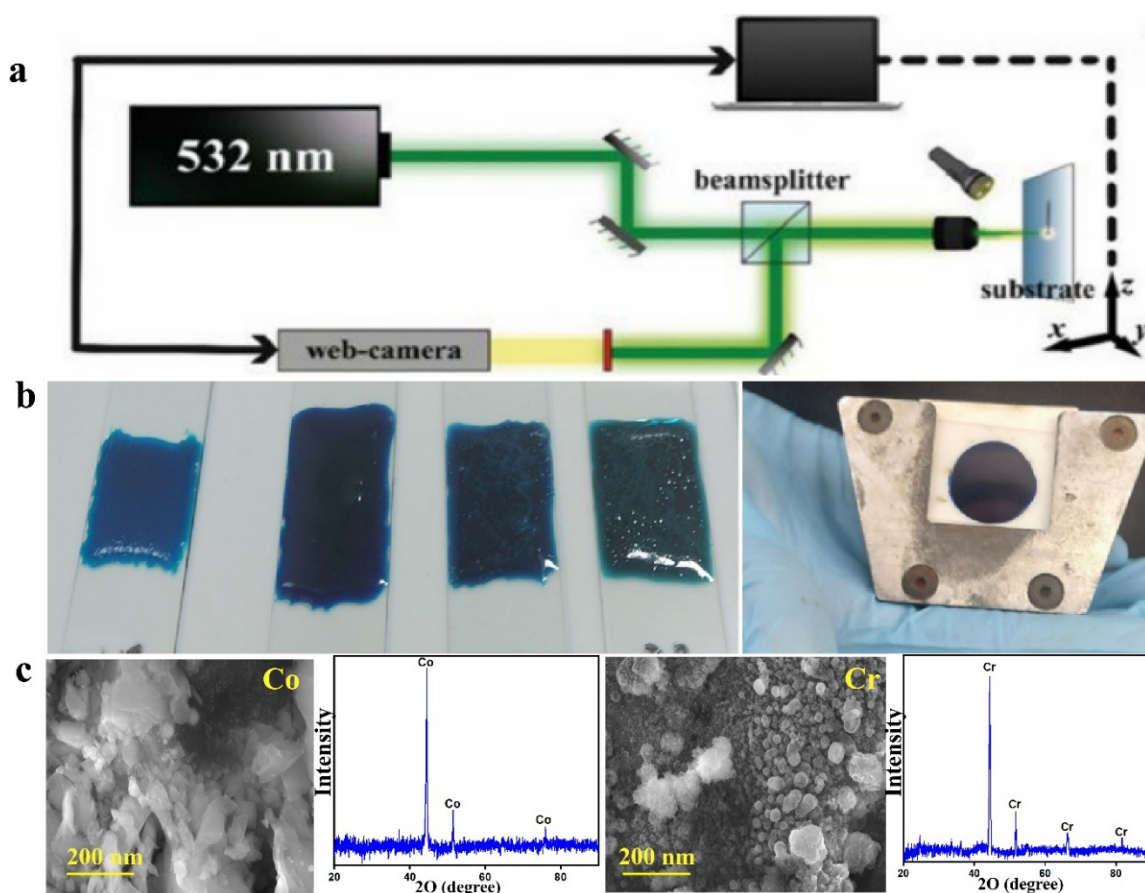 a
532 nm
beamsplitter
substrate
z
x
y
web-camera
b
c
Co
200 nm
Intensity
Co
Co
Co
20 40 60 80
2O (degree)
Cr
200 nm
Intensity
Cr
Cr
Cr
Cr
20 40 60 80
2O (degree)